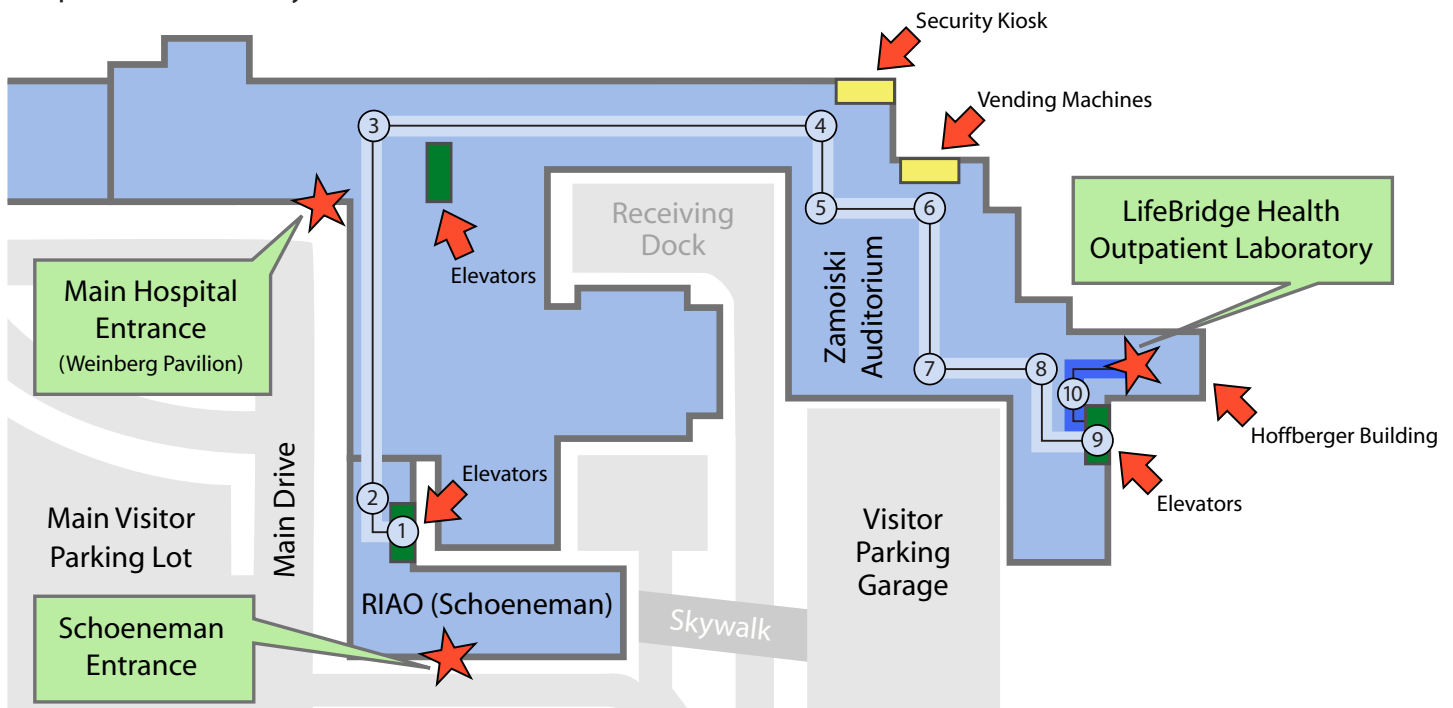 Security Kiosk
Vending Machines
3
4
5
6
7
8
10
9
2
1
Receiving
Dock
Elevators
Zamoiski
Auditorium
LifeBridge Health
Outpatient Laboratory
Main Hospital
Entrance
(Weinberg Pavilion)
Hoffberger Building
Elevators
Elevators
Main Drive
Main Visitor
Parking Lot
Visitor
Parking
Garage
RIAO (Schoeneman)
Skywalk
Schoeneman
Entrance